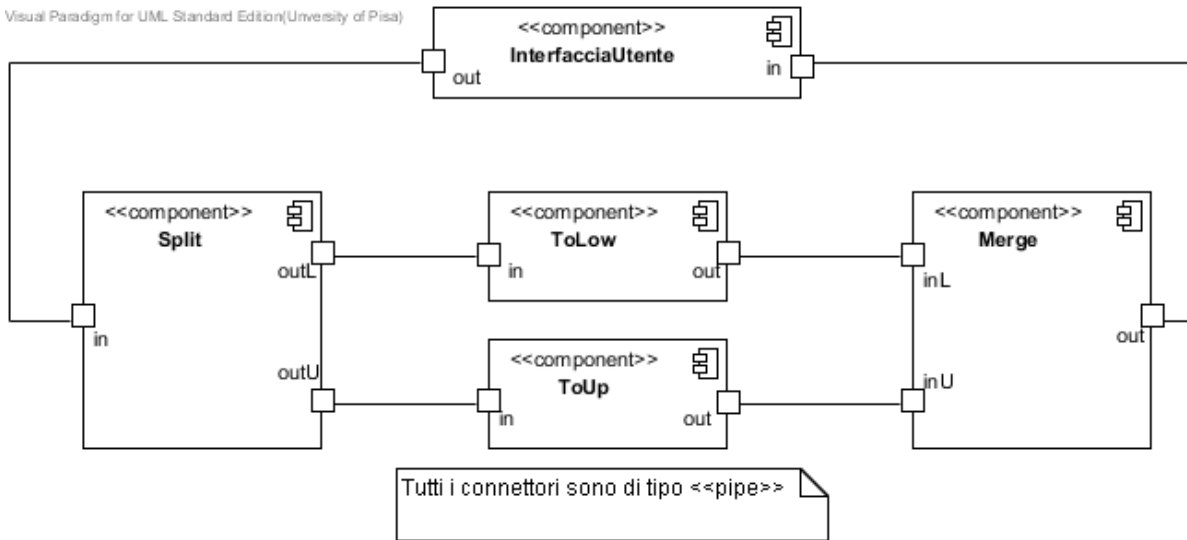 Visual Paradigm for UML Standard Edition(Unversity of Pisa)
<<component>>
InterfacciaUtente
out
in
<<component>>
Split
outL
in
outU
<<component>>
ToLow
in
out
<<component>>
ToUp
in
out
<<component>>
Merge
inL
out
inU
Tutti i connettori sono di tipo <<pipe>>